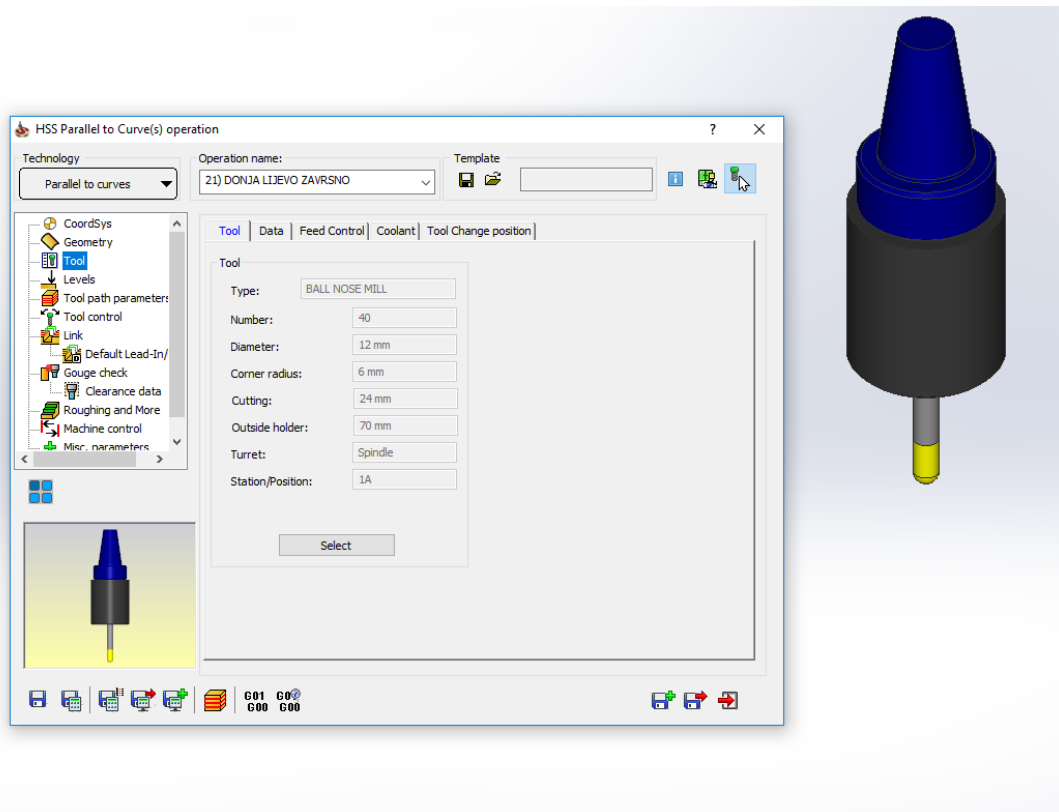 HSS Parallel to Curve(s) operation
?
Technology
Operation name:
Template
Parallel to curves
21) DONJA LIJEVO ZAVRSNO
CoordSys
Geometry
Tool
Levels
Tool path parameters
Tool control
Link
Default Lead-In/
Gouge check
Clearance data
Roughing and More
Machine control
Misc. parameters
Tool
Data
Feed Control
Coolant
Tool Change position
Tool
Type:
BALL NOSE MILL
Number:
40
Diameter:
12 mm
Corner radius:
6 mm
Cutting:
24 mm
Outside holder:
70 mm
Turret:
Spindle
Station/Position:
1A
Select
G01
G00
G00
G00